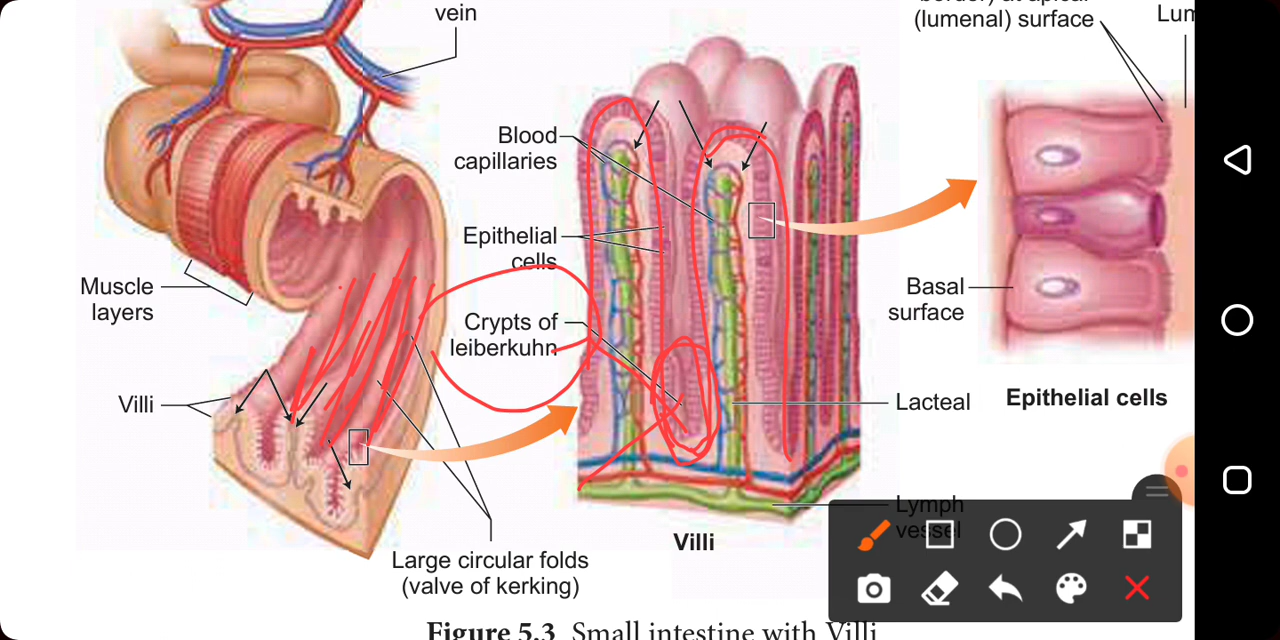 vein
border) at apical
(lumenal) surface
Lum
Blood
capillaries
Epithelial
cells
Muscle
layers
Crypts of
leiberkuhn
Basal
surface
Villi
Lacteal
Epithelial cells
Lymph
vessel
Villi
Large circular folds
(valve of kerking)
Figure 5.3 Small intestine with Villi